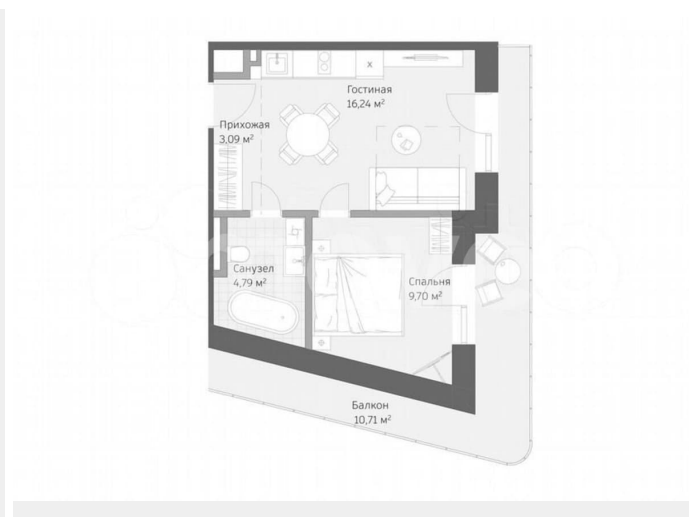 Гостиная
16,24 м²
Прихожая
3.09 м²
x
Санузел
4,79 м²
Спальня
9,70 м²
Балкон
10,71 м²